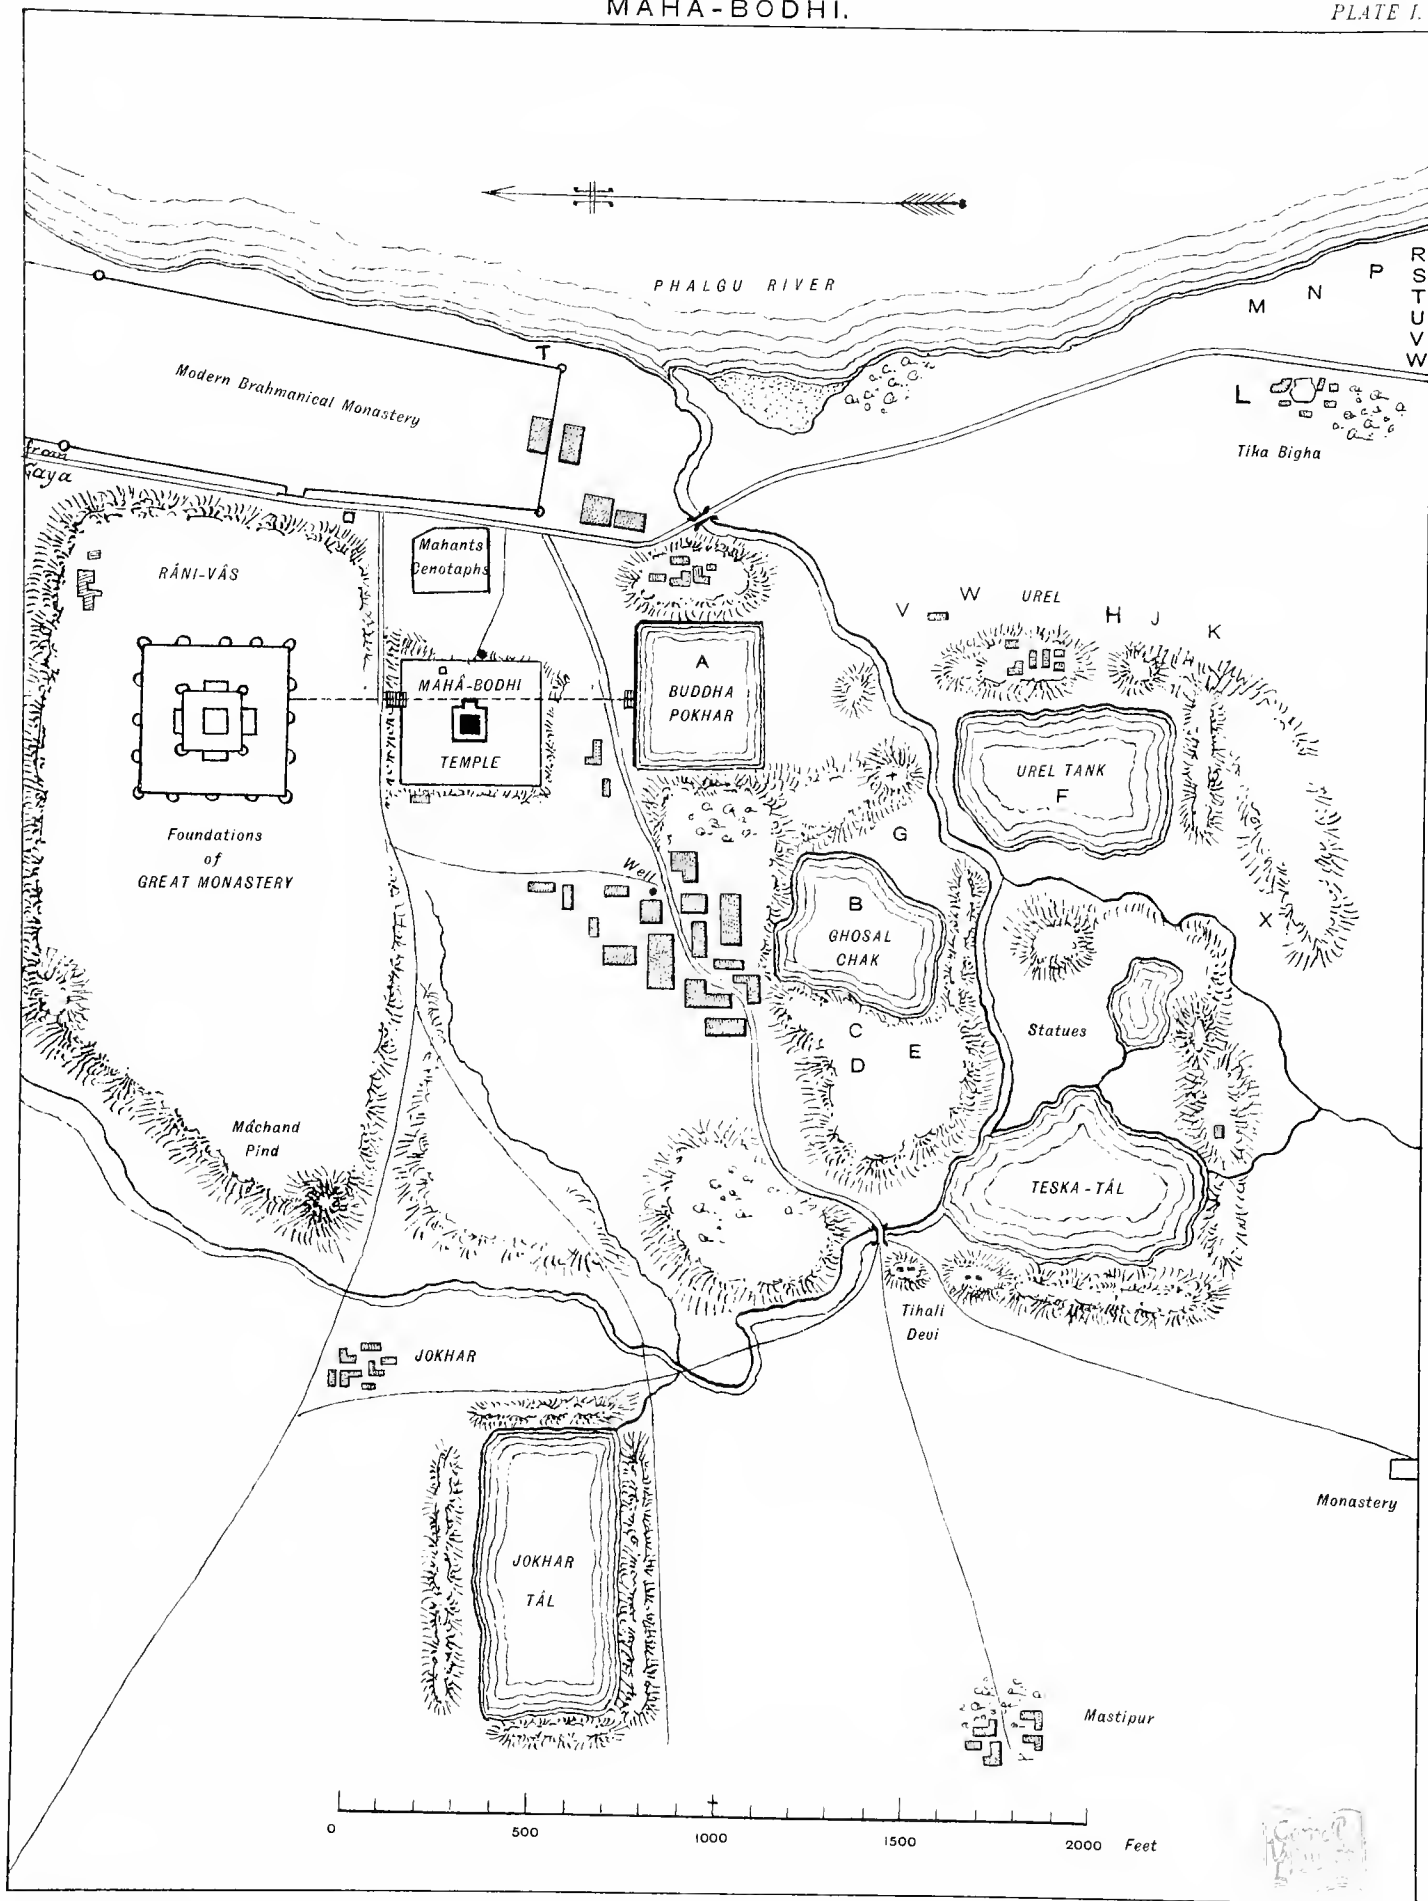 MAHA-BODHI.
PLATE I.
PHALGU RIVER
P
M
N
R
S
T
U
V
W
T
Modern Brahmanical Monastery
L
Tika Bigha
from
Gaya
Mahants
Cenotaphs
RÂNI-VÂS
V
W
UREL
H
J
K
A
BUDDHA
POKHAR
MAHÂ-BODHI
TEMPLE
UREL TANK
F
Foundations
of
GREAT MONASTERY
G
Well
B
GHOSAL
CHAK
X
C
D
E
Statues
Mâchand
Pind
TESKA-TÂL
Tihali
Devi
JOKHAR
Monastery
JOKHAR
TÂL
Mastipur
0 500 1000 1500 2000 Feet